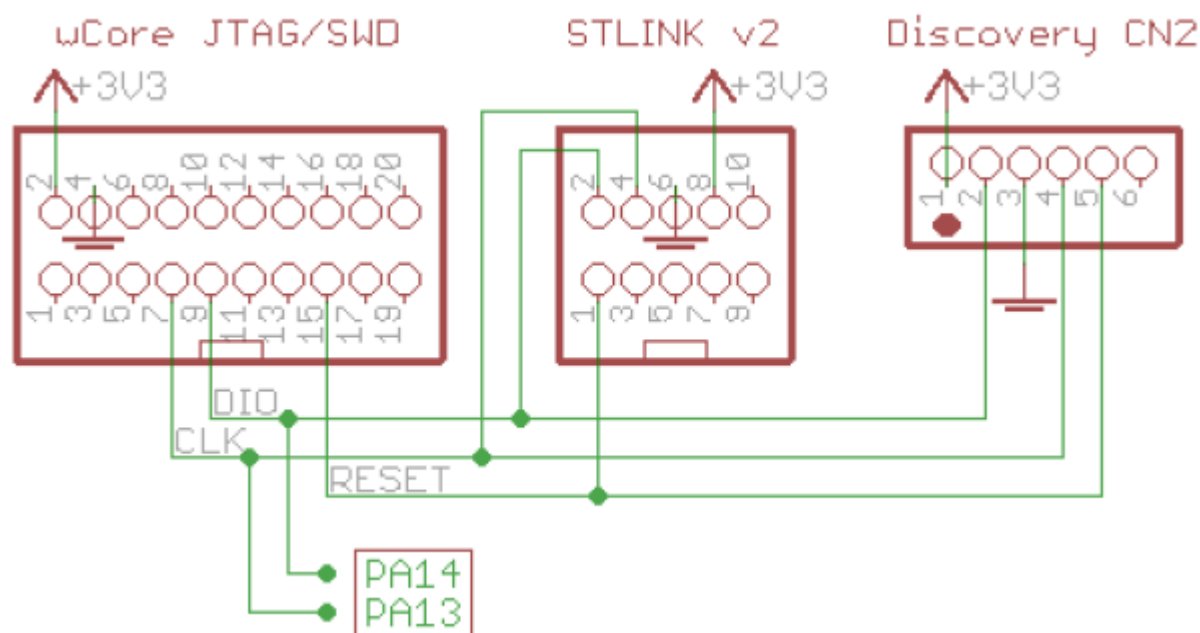 wCore JTAG/SWD
STLINK v2
Discovery CN2
+3V3
+3V3
+3V3
2 4 6 8 10 12 14 16 18 20
1 3 5 7 9 11 13 15 17 19
2 4 6 8 10
1 3 5 7 9
1 2 3 4 5 6
DIO
CLK
RESET
PA14
PA13